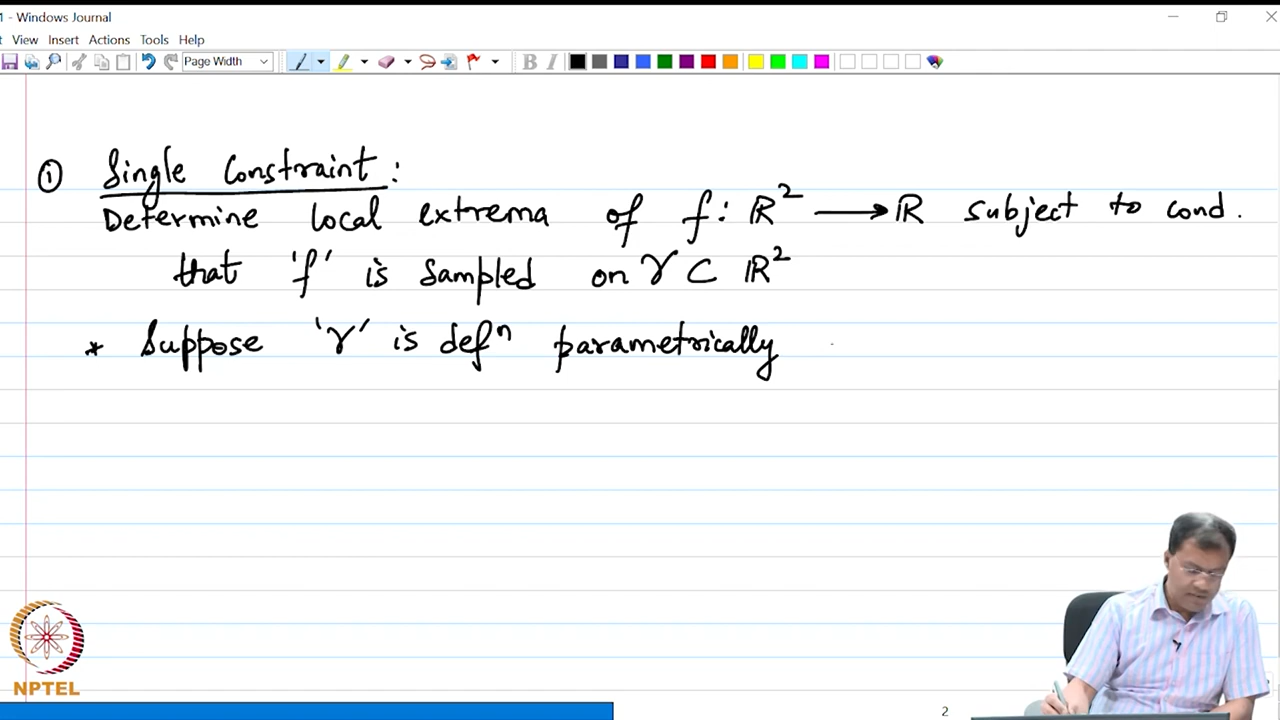 1 - Windows Journal
t View Insert Actions Tools Help
Page Width
① Single Constraint:
Determine local extrema of f: ℝ² ⟶ ℝ subject to cond.
that 'f' is sampled on γ ⊂ ℝ²
* Suppose 'γ' is defⁿ parametrically
NPTEL
2